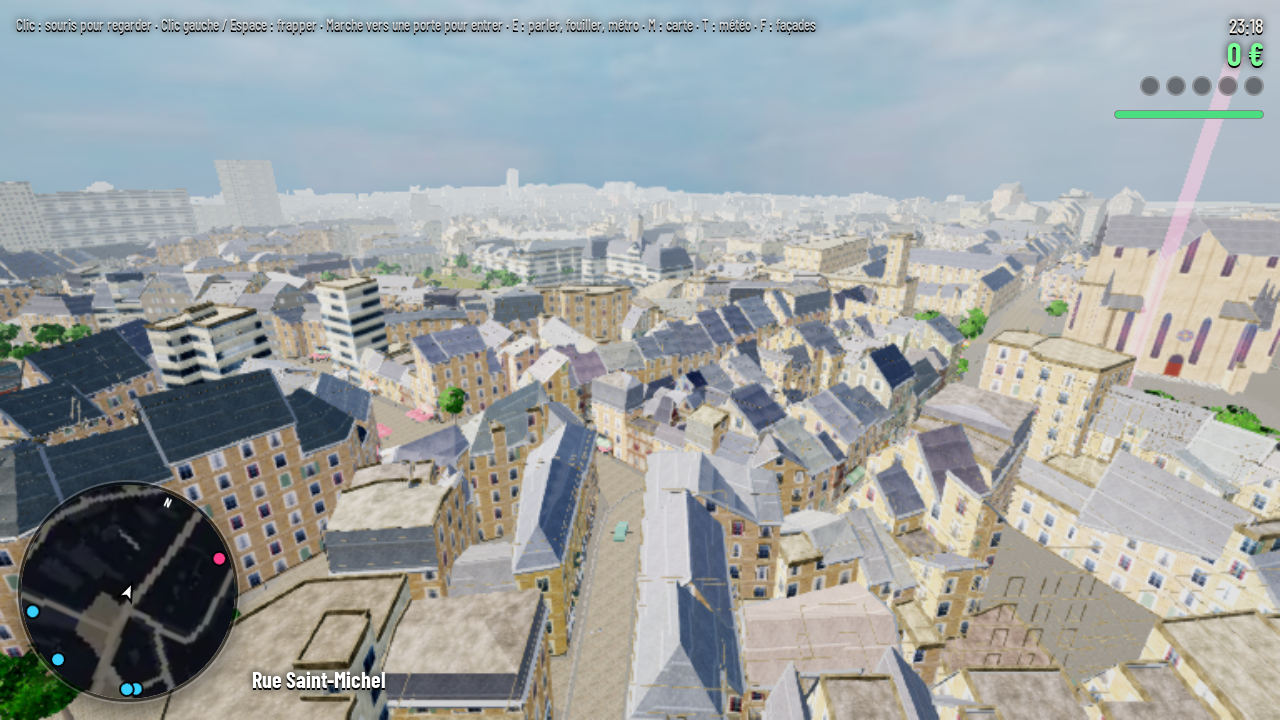 Clic : souris pour regarder · Clic gauche / Espace : frapper · Marche vers une porte pour entrer · E : parler, fouiller, métro · M : carte · T : météo · F : façades
23:18
0 €
N
Rue Saint-Michel